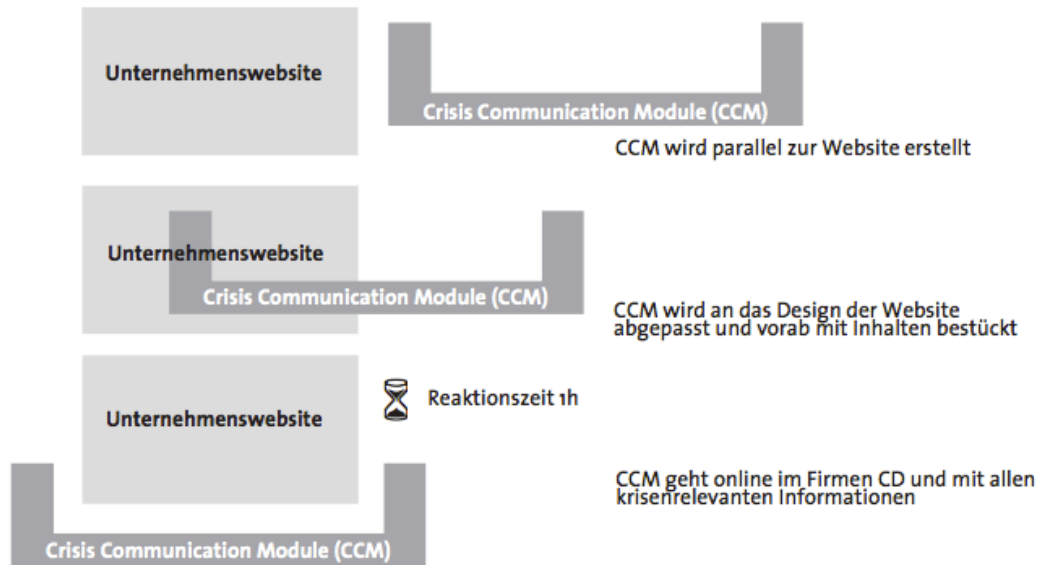 Unternehmenswebsite
Crisis Communication Module (CCM)
CCM wird parallel zur Website erstellt
Unternehmenswebsite
Crisis Communication Module (CCM)
CCM wird an das Design der Website
abgepasst und vorab mit Inhalten bestückt
Reaktionszeit 1h
Unternehmenswebsite
CCM geht online im Firmen CD und mit allen
krisenrelevanten Informationen
Crisis Communication Module (CCM)